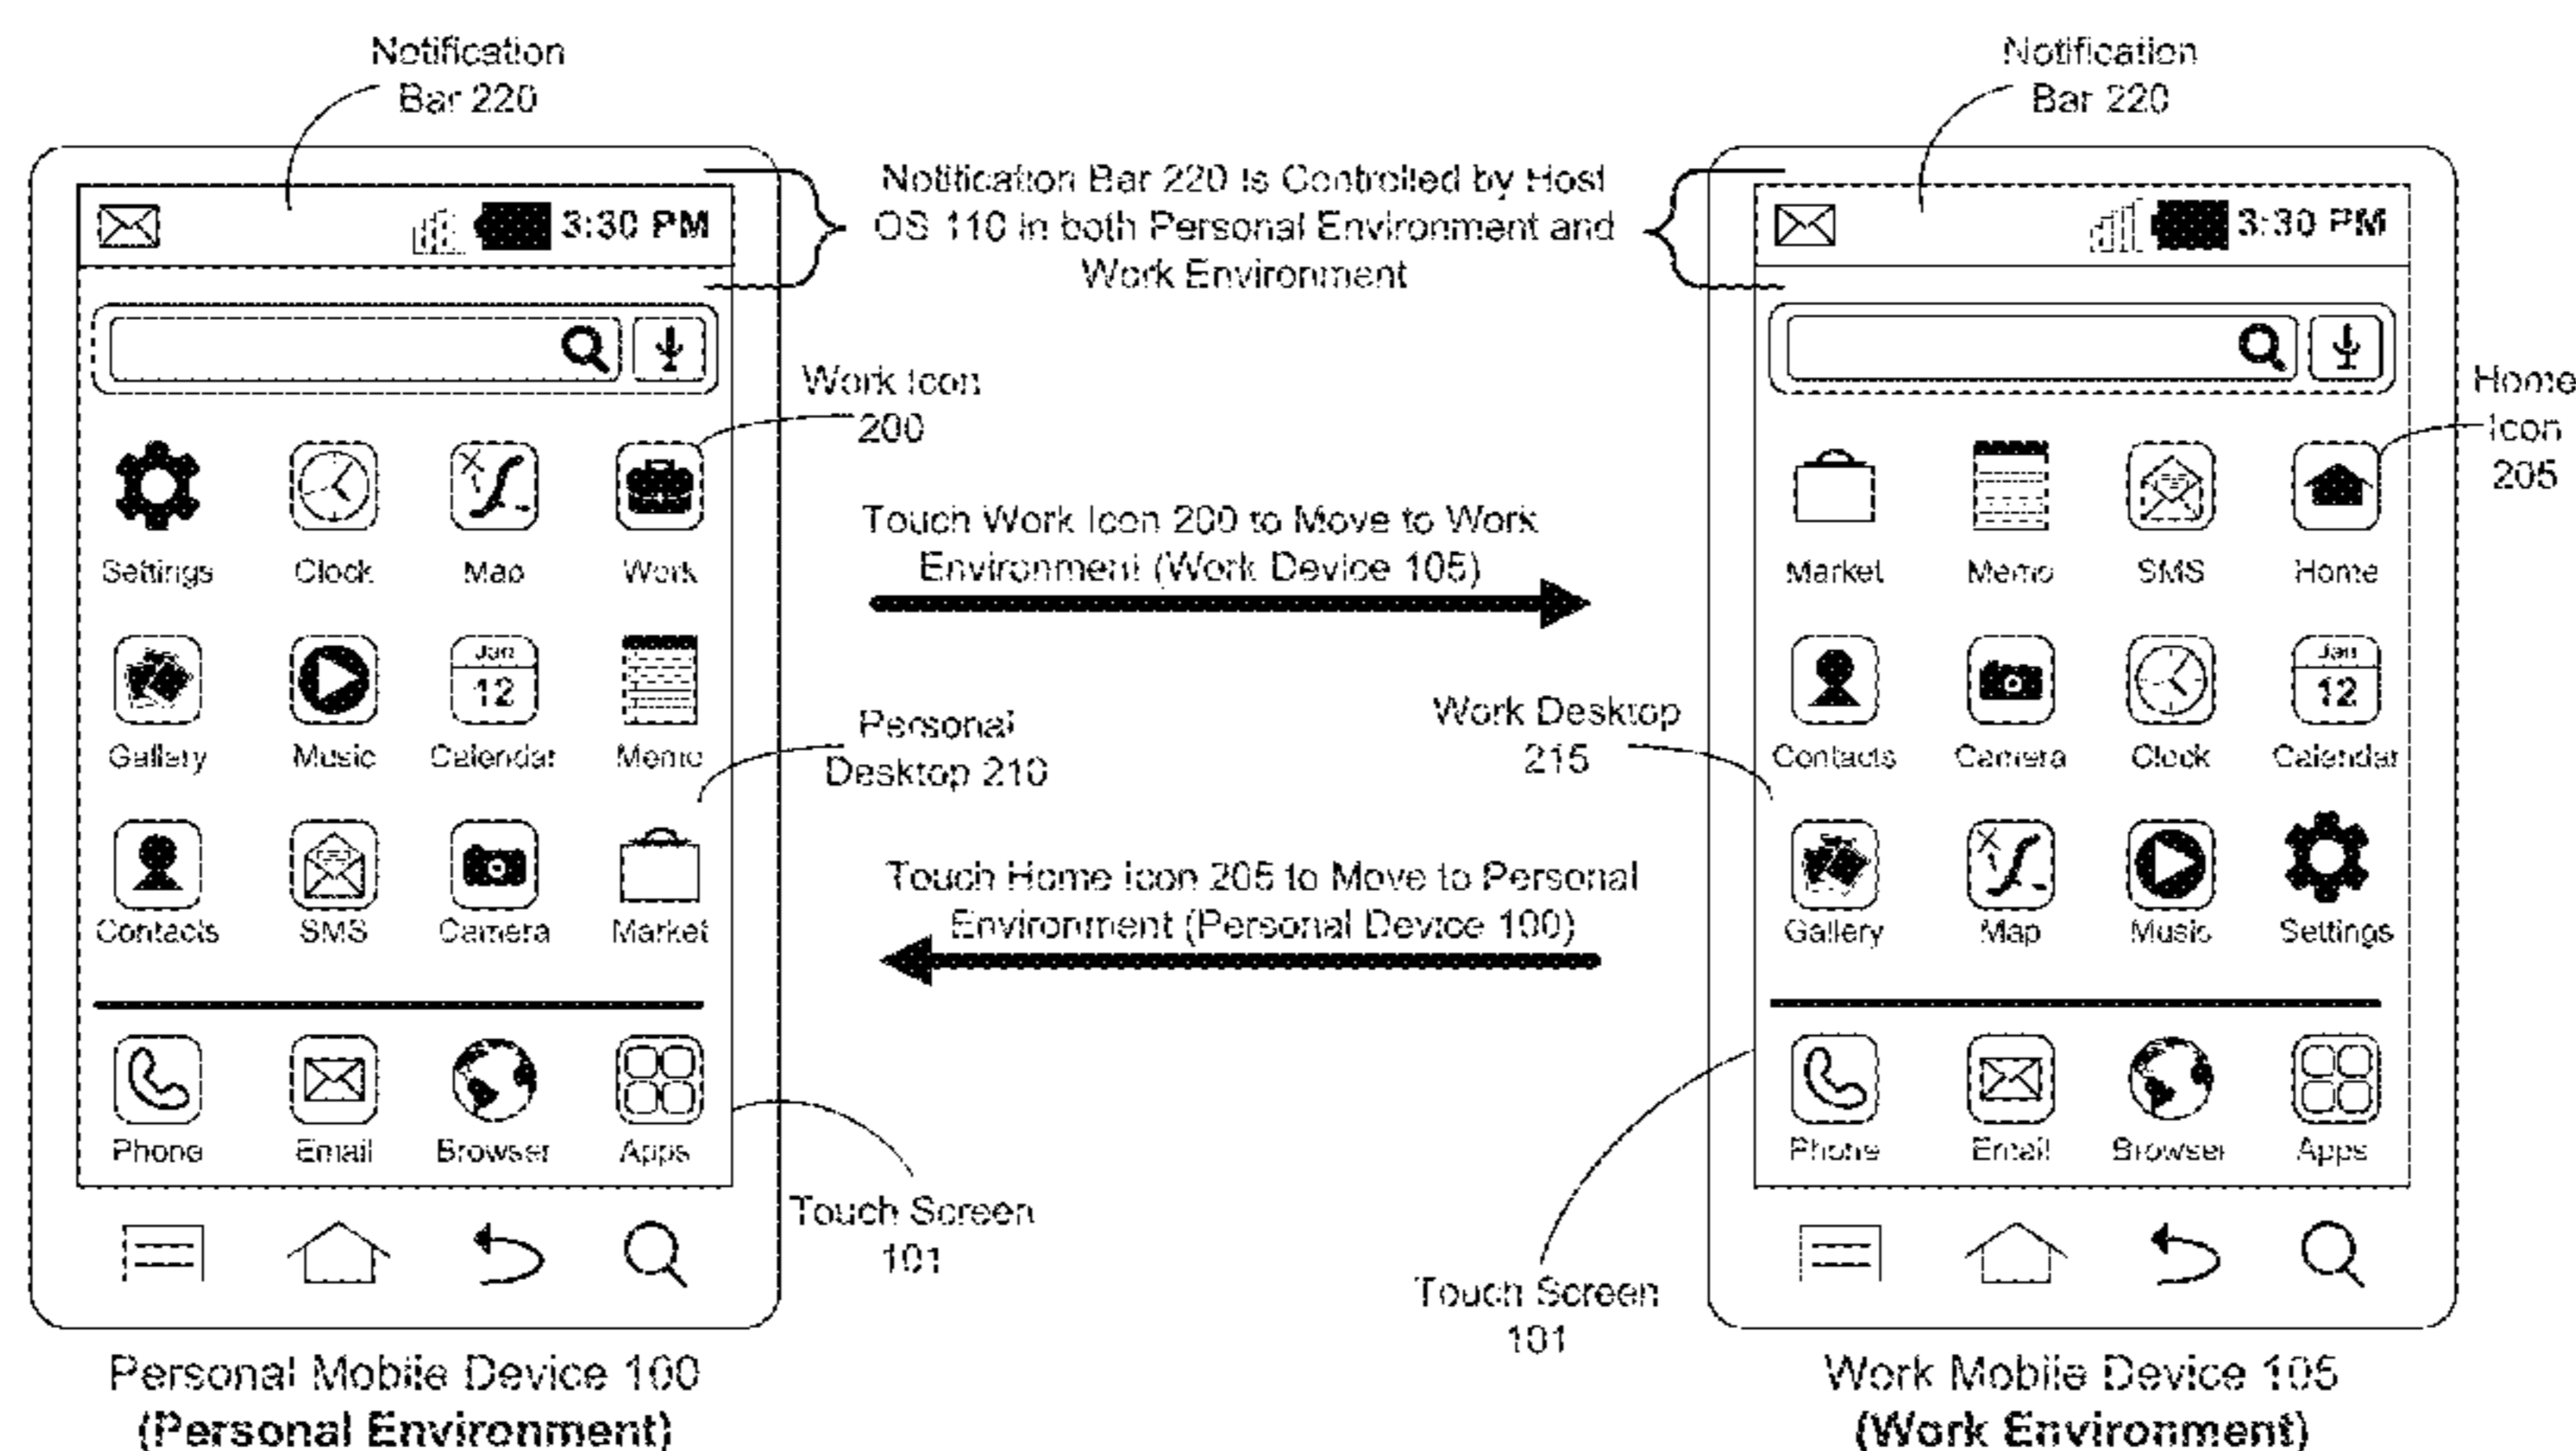 Notification
Bar 220
Notification
Bar 220
Notification Bar 220 Is Controlled by Host
OS 110 in both Personal Environment and
Work Environment
3:30 PM
3:30 PM
Work Icon
200
Home
Icon
205
Settings Clock Map Work
Touch Work Icon 200 to Move to Work
Environment (Work Device 105)
Market Memo SMS Home
Jan
12
Gallery Music Calendar Memo
Personal
Desktop 210
Work Desktop
215
Jan
12
Contacts Camera Clock Calendar
Contacts SMS Camera Market
Touch Home Icon 205 to Move to Personal
Environment (Personal Device 100)
Gallery Map Music Settings
Phone Email Browser Apps
Phone Email Browser Apps
Touch Screen
101
Touch Screen
101
Personal Mobile Device 100
(Personal Environment)
Work Mobile Device 105
(Work Environment)